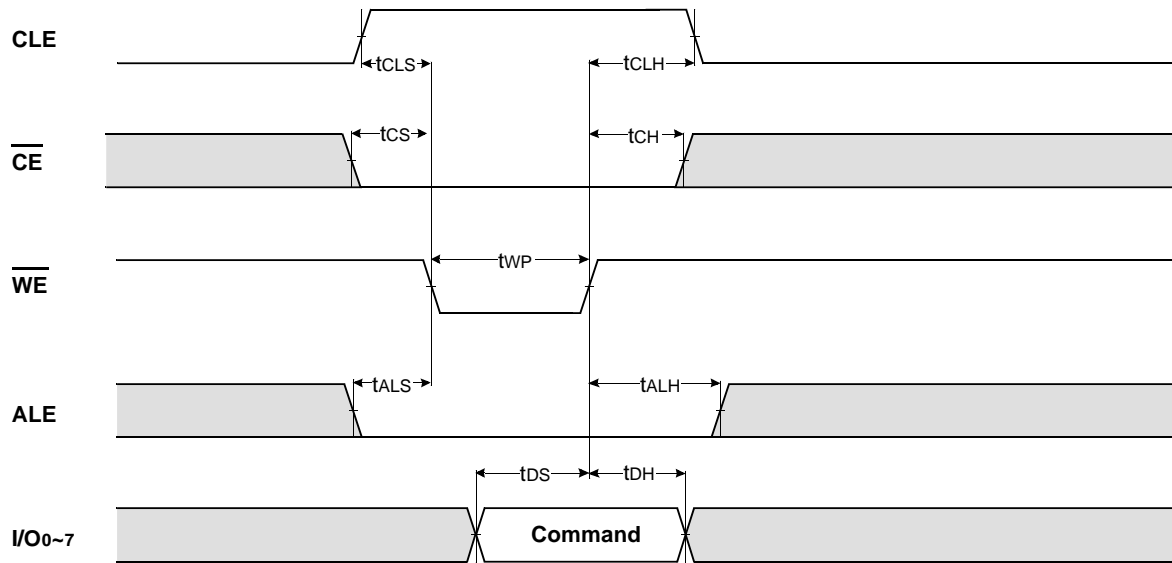 CLE
tCLS
tCLH
CE
tCS
tCH
WE
tWP
ALE
tALS
tALH
I/O0~7
tDS
tDH
Command